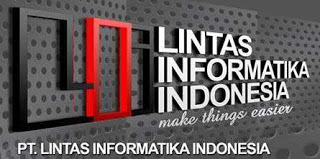 LINTAS
INFORMATIKA
INDONESIA
make things easier
PT. LINTAS INFORMATIKA INDONESIA